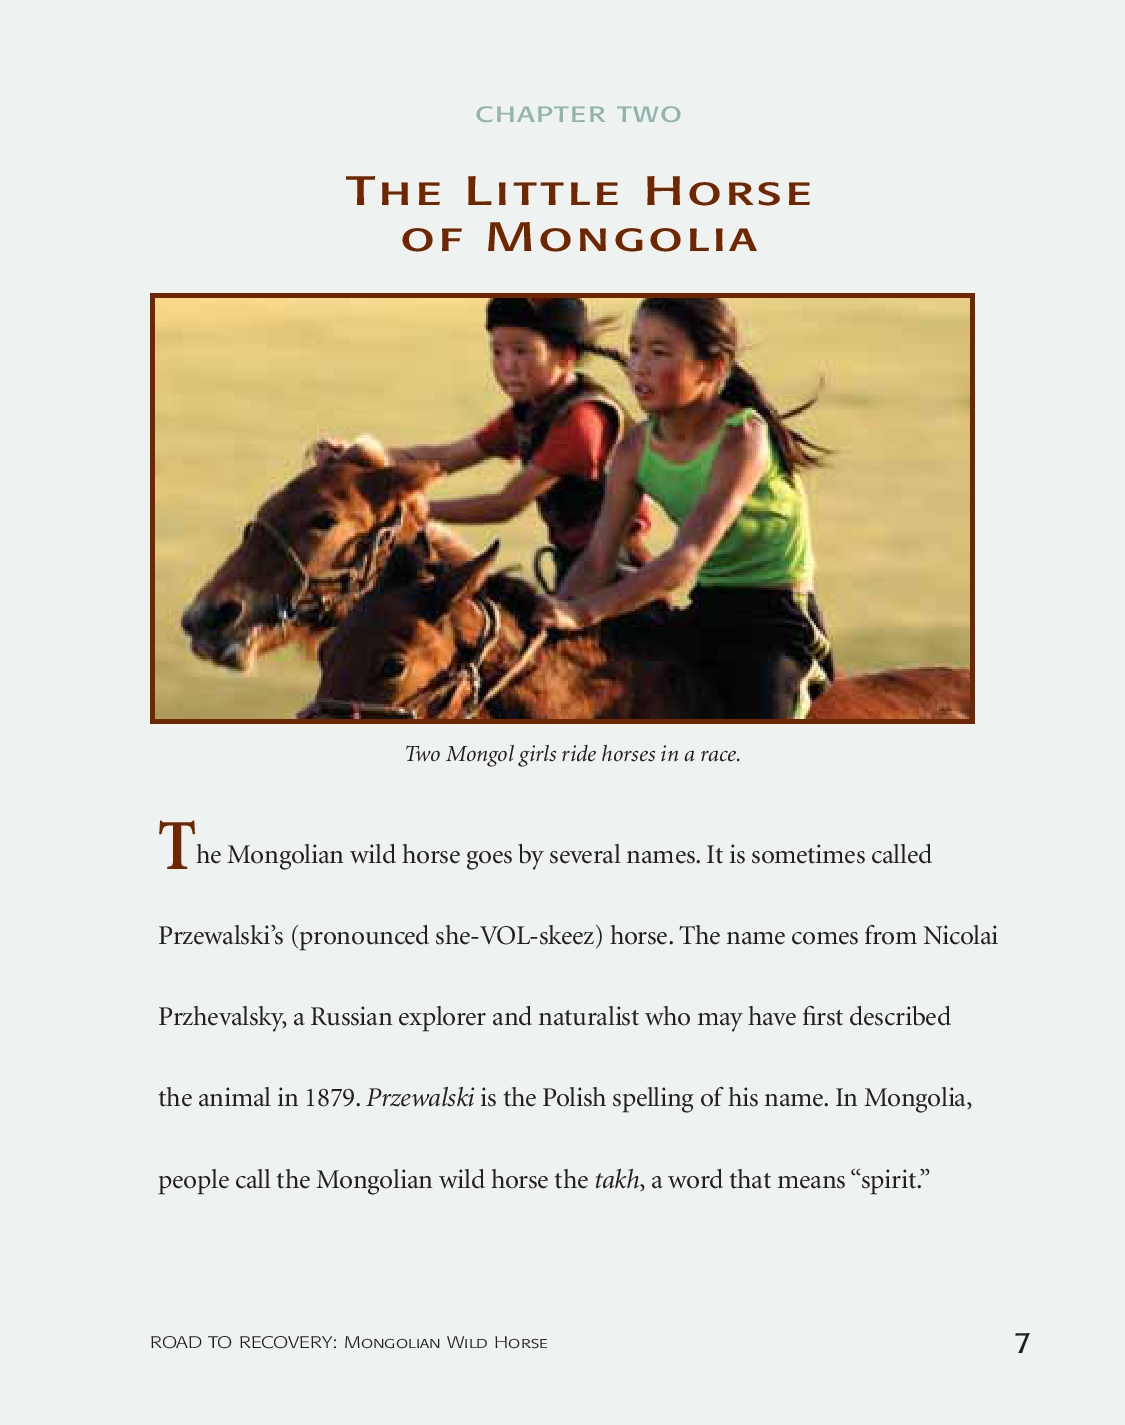 CHAPTER TWO
The Little Horse
of Mongolia
Two Mongol girls ride horses in a race.
The Mongolian wild horse goes by several names. It is sometimes called
Przewalski’s (pronounced she-VOL-skeez) horse. The name comes from Nicolai
Przhevalsky, a Russian explorer and naturalist who may have first described
the animal in 1879. Przewalski is the Polish spelling of his name. In Mongolia,
people call the Mongolian wild horse the takh, a word that means “spirit.”
ROAD TO RECOVERY: Mongolian Wild Horse
7